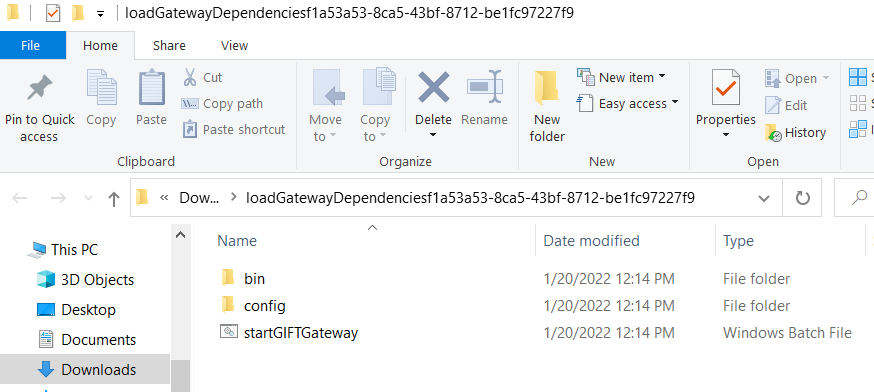 loadGatewayDependenciesf1a53a53-8ca5-43bf-8712-be1fc97227f9
File Home Share View
Pin to Quick access
Copy
Paste
Cut
Copy path
Paste shortcut
Clipboard
Move to
Copy to
Delete
Rename
Organize
New folder
New item
Easy access
New
Properties
Open
Edit
History
Open
« Dow... > loadGatewayDependenciesf1a53a53-8ca5-43bf-8712-be1fc97227f9
This PC
3D Objects
Desktop
Documents
Downloads
Name Date modified Type
bin 1/20/2022 12:14 PM File folder
config 1/20/2022 12:14 PM File folder
startGIFTGateway 1/20/2022 12:14 PM Windows Batch File